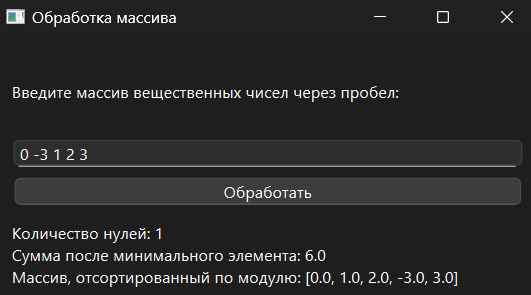 Обработка массива
Введите массив вещественных чисел через пробел:
0 -3 1 2 3
Обработать
Количество нулей: 1
Сумма после минимального элемента: 6.0
Массив, отсортированный по модулю: [0.0, 1.0, 2.0, -3.0, 3.0]